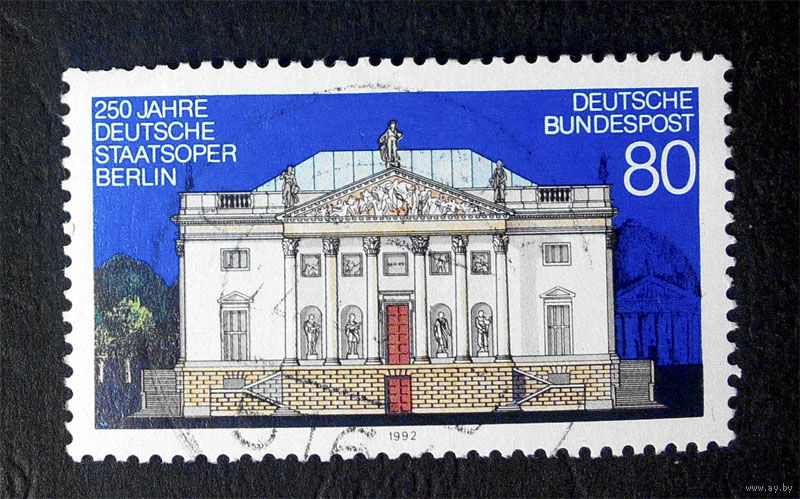 250 JAHRE
DEUTSCHE
STAATSOPER
BERLIN
DEUTSCHE
BUNDESPOST
80
1992
www.ay.by